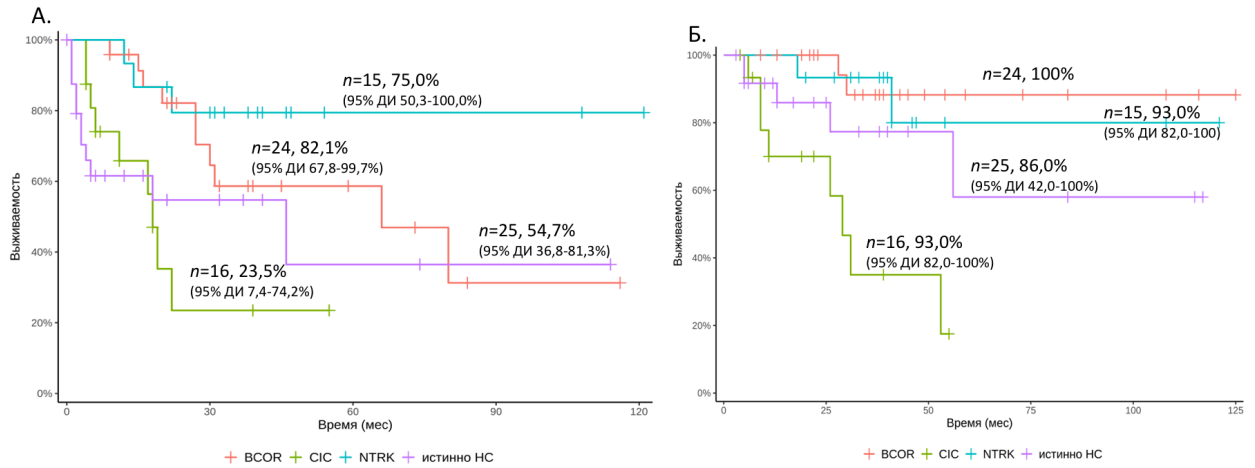 А.
100%
80%
60%
40%
20%
0%
Выживаемость
n=15, 75,0%
(95% ДИ 50,3-100,0%)
n=24, 82,1%
(95% ДИ 67,8-99,7%)
n=25, 54,7%
(95% ДИ 36,8-81,3%)
n=16, 23,5%
(95% ДИ 7,4-74,2%)
0
30
60
90
120
Время (мес)
BCOR CIC NTRK истинно НС
Б.
100%
80%
60%
40%
20%
0%
Выживаемость
n=24, 100%
n=15, 93,0%
(95% ДИ 82,0-100)
n=25, 86,0%
(95% ДИ 42,0-100%)
n=16, 93,0%
(95% ДИ 82,0-100%)
0
25
50
75
100
125
Время (мес)
BCOR CIC NTRK истинно НС